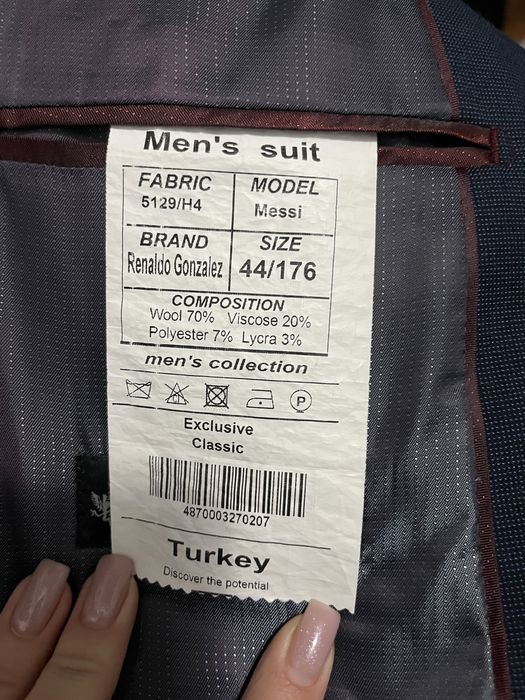 Men's suit
FABRIC
5129/H4
MODEL
Messi
BRAND
Renaldo Gonzalez
SIZE
44/176
COMPOSITION
Wool 70% Viscose 20%
Polyester 7% Lycra 3%
men's collection
P
Exclusive
Classic
4870003270207
Turkey
Discover the potential